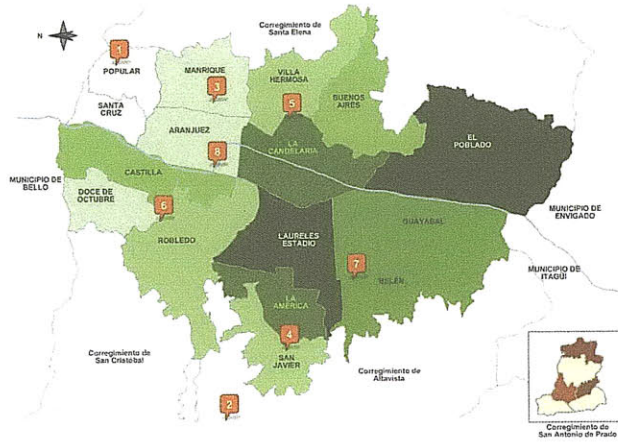 Corregimiento de
Santa Elena
N
1
POPULAR
MANRIQUE
3
VILLA
HERMOSA
5
BUENOS
AIRES
SANTA
CRUZ
ARANJUEZ
8
LA
CANDELARIA
EL
POBLADO
MUNICIPIO DE
BELLO
CASTILLA
DOCE DE
OCTUBRE
6
ROBLEDO
LAURELES
ESTADIO
GUAYABAL
7
BELÉN
MUNICIPIO
DE ENVIGADO
MUNICIPIO DE
ITAGÜÍ
LA
AMÉRICA
4
SAN
JAVIER
Corregimiento de
San Cristóbal
Corregimiento de
Altavista
2
Corregimiento de
San Antonio de Prado